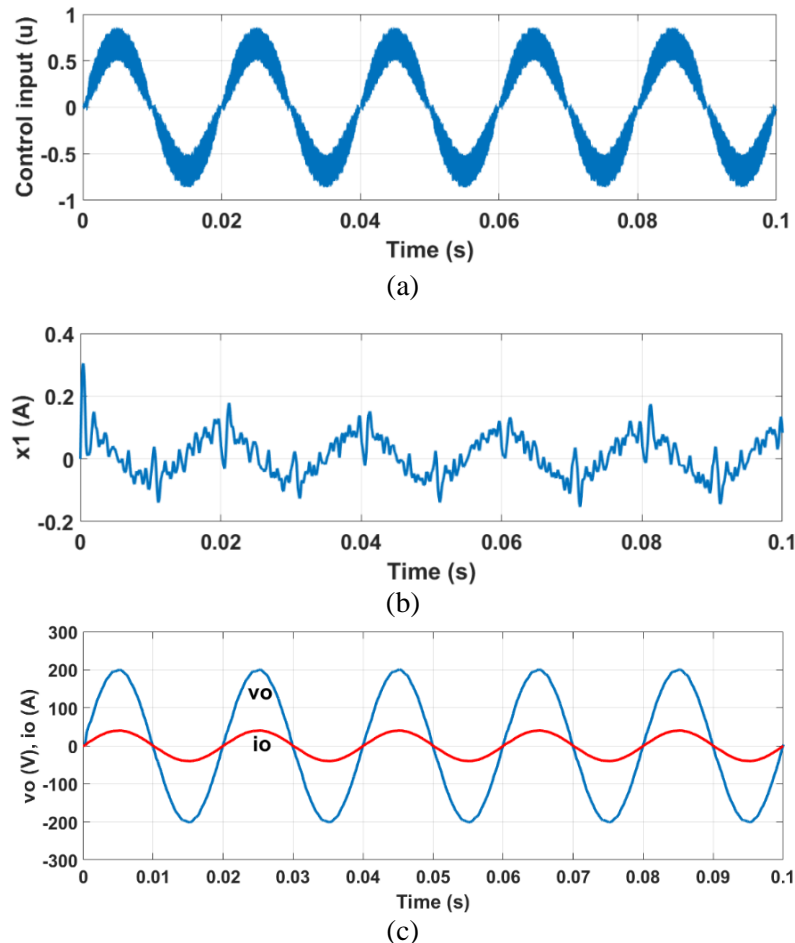 Control input (u)
1
0.5
0
-0.5
-1
0 0.02 0.04 0.06 0.08 0.1
Time (s)
(a)
x1 (A)
0.4
0.2
0
-0.2
0 0.02 0.04 0.06 0.08 0.1
Time (s)
(b)
vo (V), io (A)
300
200
100
0
-100
-200
-300
vo
io
0 0.01 0.02 0.03 0.04 0.05 0.06 0.07 0.08 0.09 0.1
Time (s)
(c)